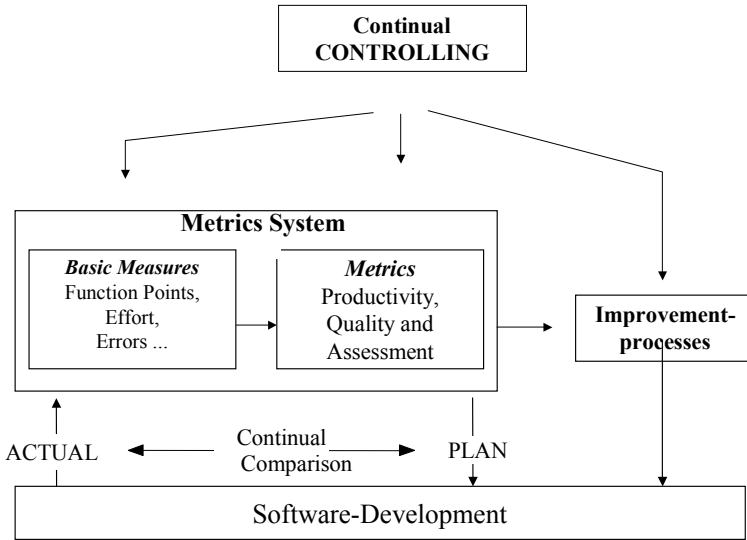 Continual
CONTROLLING
Metrics System
Basic Measures
Function Points,
Effort,
Errors ...
Metrics
Productivity,
Quality and
Assessment
Improvement-
processes
ACTUAL
Continual
Comparison
PLAN
Software-Development